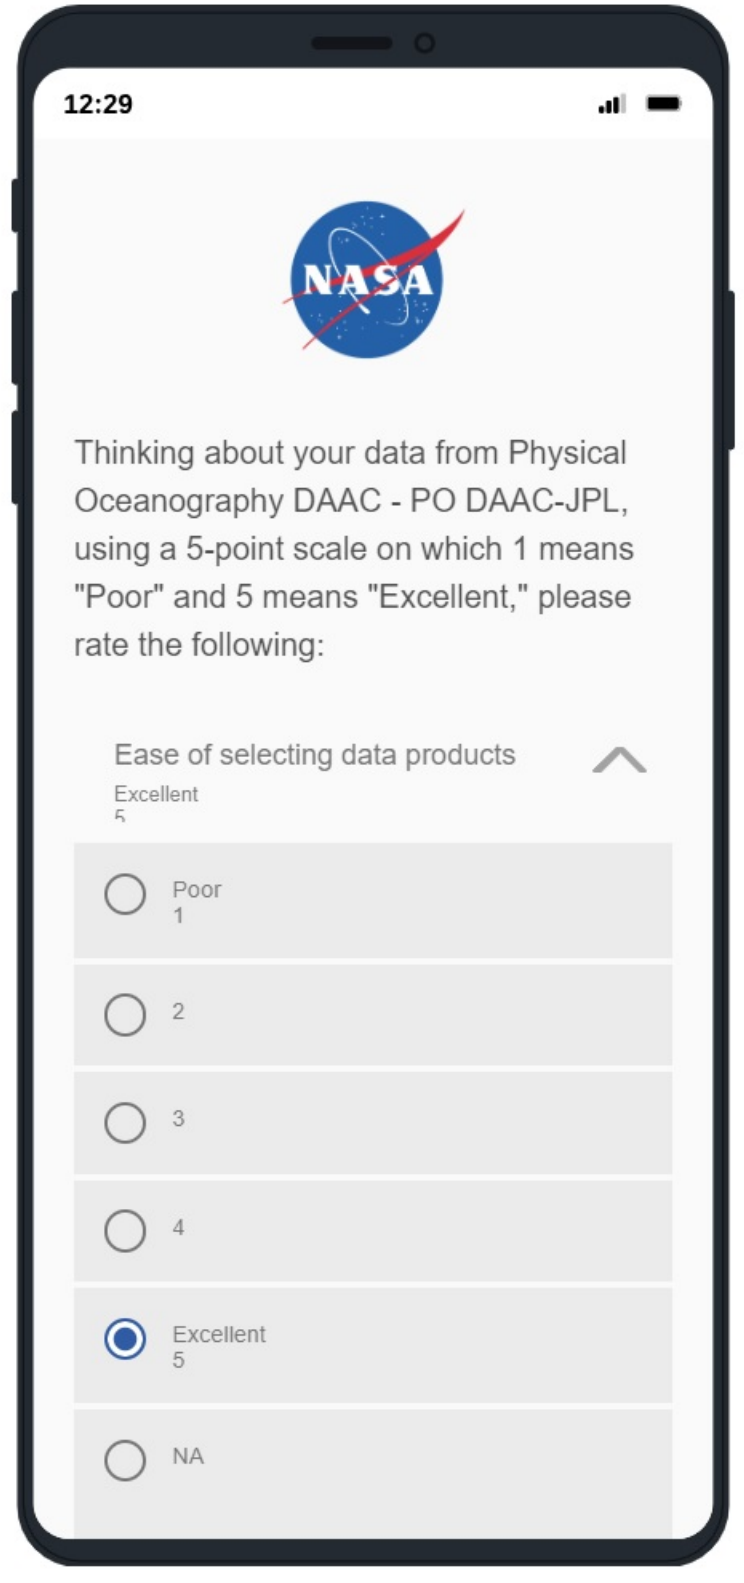 12:29
NASA
Thinking about your data from Physical
Oceanography DAAC - PO DAAC-JPL,
using a 5-point scale on which 1 means
"Poor" and 5 means "Excellent," please
rate the following:
Ease of selecting data products
Excellent
5
Poor
1
2
3
4
Excellent
5
NA